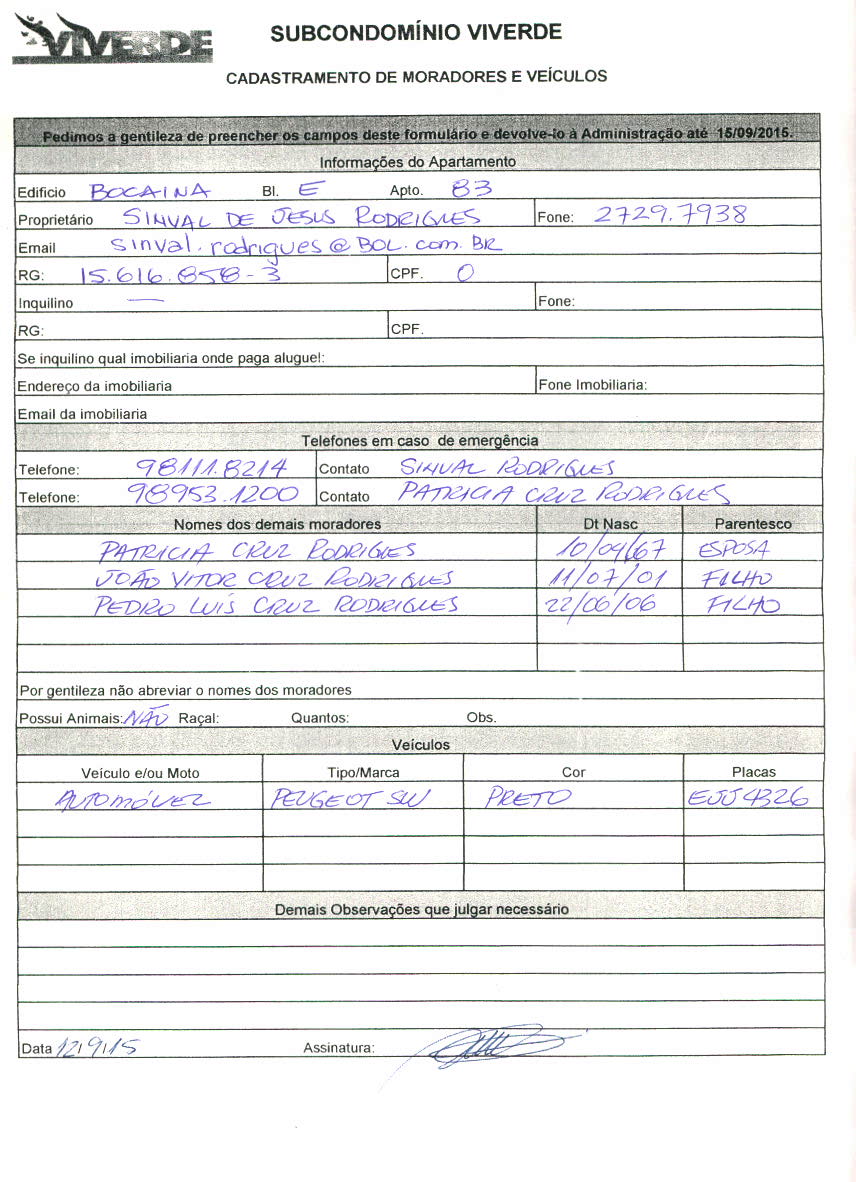 VIVERDE
SUBCONDOMÍNIO VIVERDE
CADASTRAMENTO DE MORADORES E VEÍCULOS
Pedimos a gentileza de preencher os campos deste formulário e devolve-lo à Administração até 15/09/2015.
Informações do Apartamento
Edificio BOCAINA Bl. E Apto. 83
Proprietário SINVAL DE JESUS RODRIGUES Fone: 2729.7938
Email sinval.rodrigues@BOL.com.BR
RG: 15.616.858-3 CPF. 0
Inquilino — Fone:
RG: CPF.
Se inquilino qual imobiliaria onde paga aluguel:
Endereço da imobiliaria Fone Imobiliaria:
Email da imobiliaria
Telefones em caso de emergência
Telefone: 98111.8214 Contato SINVAL RODRIGUES
Telefone: 98953.1200 Contato PATRICIA CRUZ RODRIGUES
Nomes dos demais moradores Dt Nasc Parentesco
PATRICIA CRUZ RODRIGES 10/04/67 ESPOSA
JOÃO VITOR CRUZ RODRIGUES 11/07/01 FILHO
PEDRO LUÍS CRUZ RODRIGUES 22/06/06 FILHO
Por gentileza não abreviar o nomes dos moradores
Possui Animais: NÃO Raçal: Quantos: Obs.
Veículos
Veículo e/ou Moto Tipo/Marca Cor Placas
AUTOMÓVEL PEUGEOT SW PRETO EJJ 4326
Demais Observações que julgar necessário
Data 12/9/15 Assinatura: